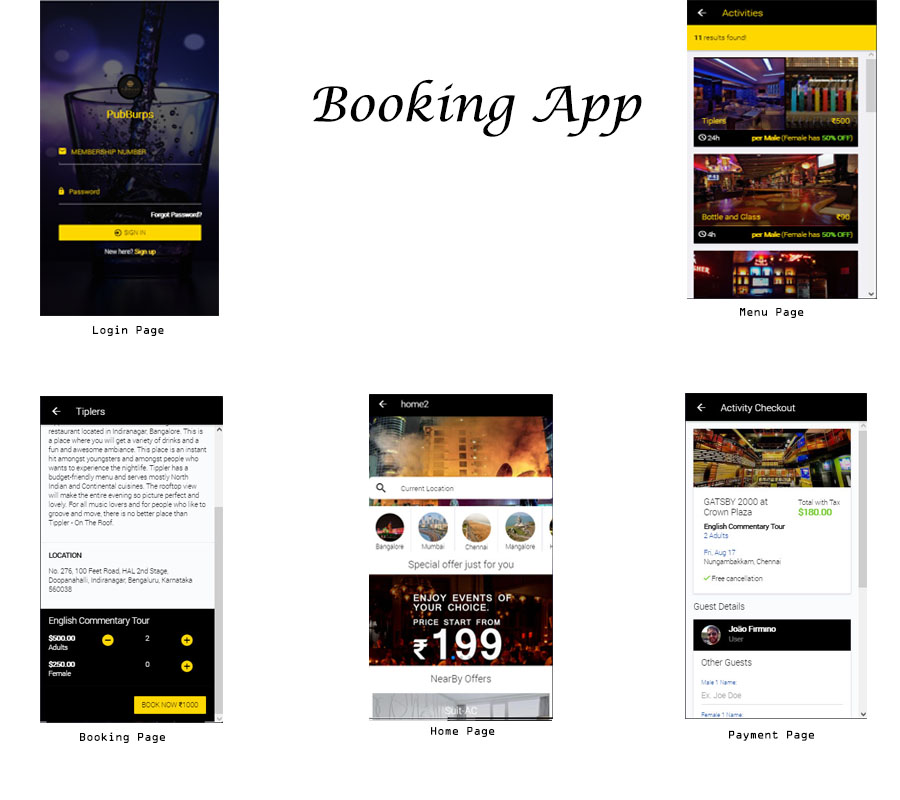 PubBurps
MEMBERSHIP NUMBER
Password
Forgot Password?
SIGN IN
New here? Sign up
Login Page
Booking App
Activities
11 results found!
Tiplers ₹500
24h per Male (Female has 50% OFF)
Bottle and Glass ₹90
4h per Male (Female has 50% OFF)
Menu Page
Tiplers
restaurant located in Indiranagar, Bangalore. This is
a place where you will get a variety of drinks and a
fun and awesome ambiance. This place is an instant
hit amongst youngsters and amongst people who
wants to experience the nightlife. Tippler has a
budget-friendly menu and serves mostly North
Indian and Continental cuisines. The rooftop view
will make the entire evening so picture perfect and
lovely. For all music lovers and for people who like to
groove and move, there is no better place than
Tippler - On The Roof.
LOCATION
No. 276, 100 Feet Road, HAL 2nd Stage,
Doopanahalli, Indiranagar, Bengaluru, Karnataka
560038
English Commentary Tour
$500.00 2
Adults
$250.00 0
Female
BOOK NOW ₹1000
Booking Page
home2
Current Location
Bangalore Mumbai Chennai Mangalore
Special offer just for you
ENJOY EVENTS OF
YOUR CHOICE.
PRICE START FROM
₹1.99
NearBy Offers
Suit-AC
Home Page
Activity Checkout
GATSBY 2000 at
Crown Plaza
Total with Tax
$180.00
English Commentary Tour
2 Adults
Fri, Aug 17
Nungambakkam, Chennai
Free cancellation
Guest Details
João Firmino
User
Other Guests
Male 1 Name:
Ex: Joe Doe
Female 1 Name:
Payment Page